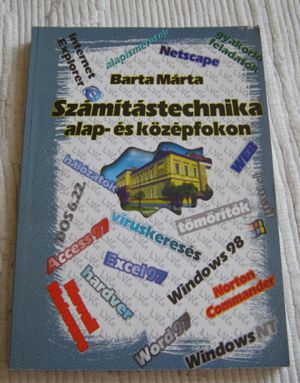 Internet
Explorer
alapismeretek
Netscape
gyakorló
feladatok
Barta Márta
Számítástechnika
alap- és középfokon
WEB
hálózatok
DOS 6.22
víruskeresés
tömörítők
Access 97
Excel 97
Windows 98
hardver
Norton
Commander
Word 97
Windows NT